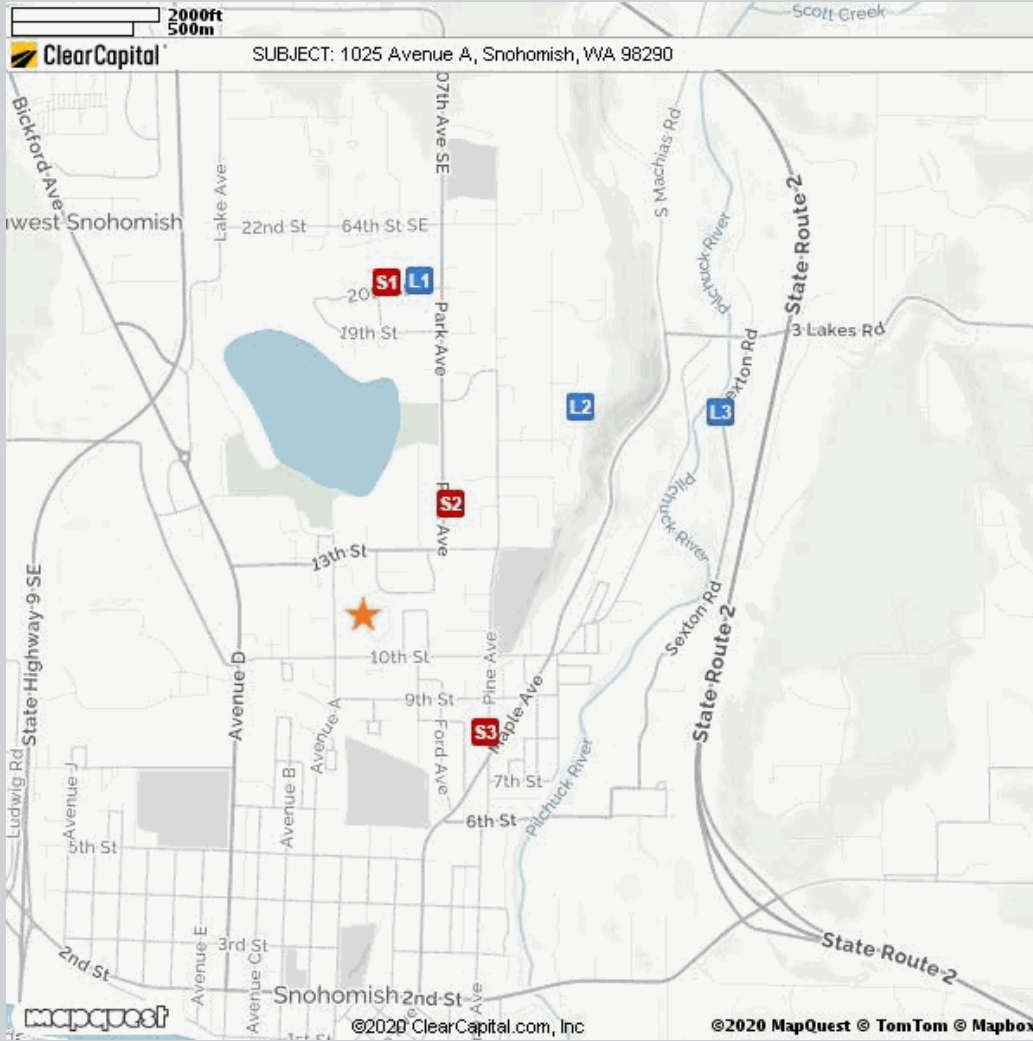 2000ft
500m
ClearCapital
SUBJECT: 1025 Avenue A, Snohomish, WA 98290
Scott Creek
Bickford Ave
07th Ave SE
S Machias Rd
Lake Ave
State Route 2
nwest Snohomish
22nd St
64th St SE
Pilchuck River
S1
L1
20
Park Ave
19th St
3 Lakes Rd
exton Rd
L2
L3
S2
Ave
Pilchuck River
13th St
State Highway 9 SE
Sexton Rd
State Route 2
10th St
Pine Ave
Avenue D
9th St
Avenue A
Maple Ave
S3
Ford Ave
Ludwig Rd
Avenue J
Avenue B
7th St
Pilchuck River
6th St
5th St
3rd St
Avenue E
Avenue C
2nd St
State Route 2
Snohomish
2nd St
Ave
mapquest
©2020 ClearCapital.com, Inc
©2020 MapQuest © TomTom © Mapbox
1st St